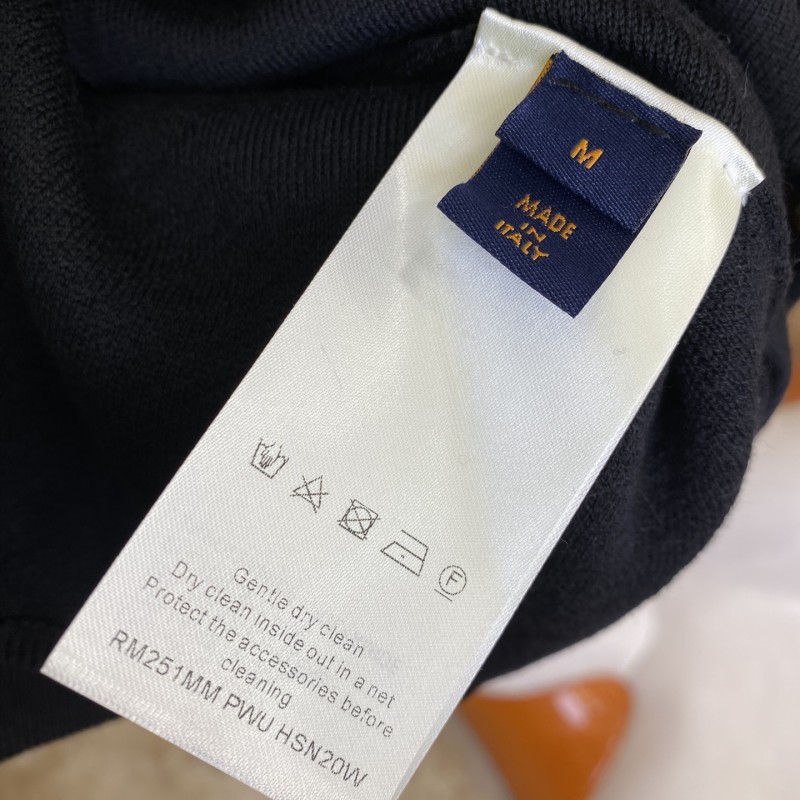 M
MADE
IN
ITALY
F
Gentle dry clean
Dry clean inside out in a net
Protect the accessories before
cleaning
RM251MM PWU HSN20W